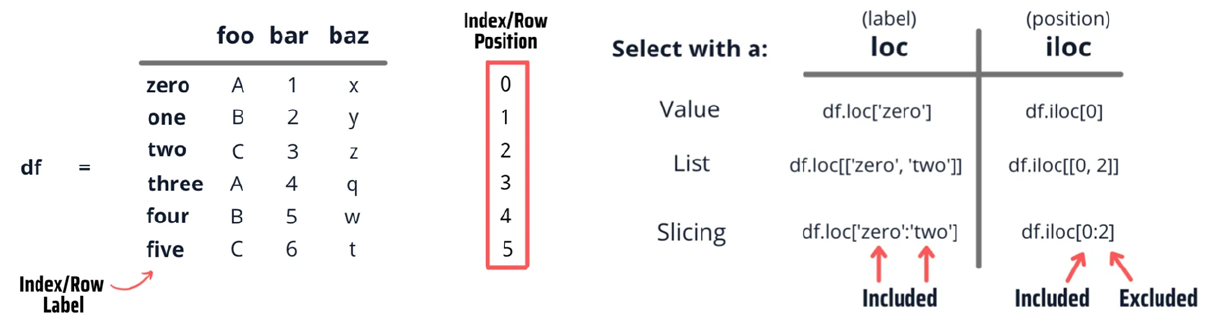 foo bar baz
zero A 1 x
one B 2 y
two C 3 z
three A 4 q
four B 5 w
five C 6 t
df =
Index/Row
Label
Index/Row
Position
0
1
2
3
4
5
Select with a:
(label)
loc
(position)
iloc
Value df.loc['zero'] df.iloc[0]
List df.loc[['zero', 'two']] df.iloc[[0, 2]]
Slicing df.loc['zero':'two'] df.iloc[0:2]
Included Included Excluded